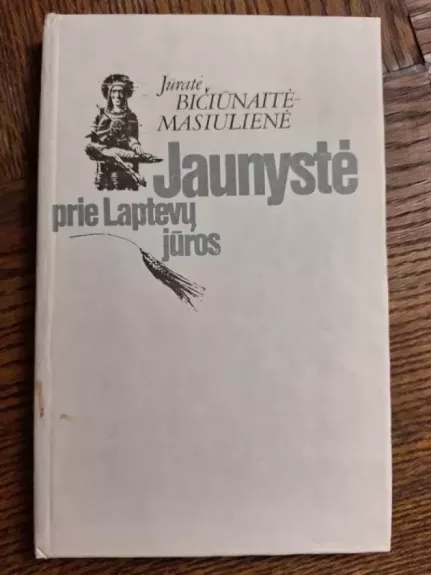 Jūratė
BIČIŪNAITĖ-
MASIULIENĖ
Jaunystė
prie Laptevų
jūros